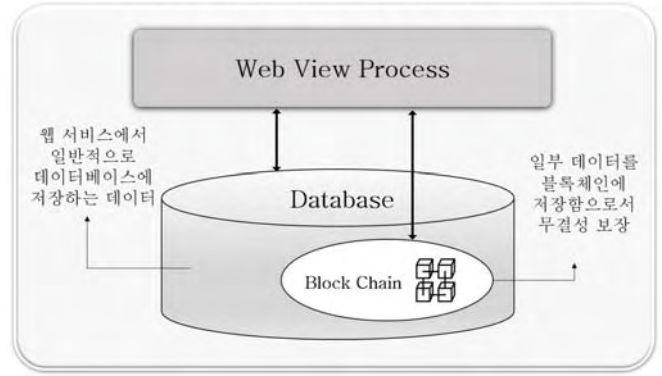 Web View Process
웹 서비스에서
일반적으로
데이터베이스에
저장하는 데이터
일부 데이터를
블록체인에
저장함으로서
무결성 보장
Database
Block Chain